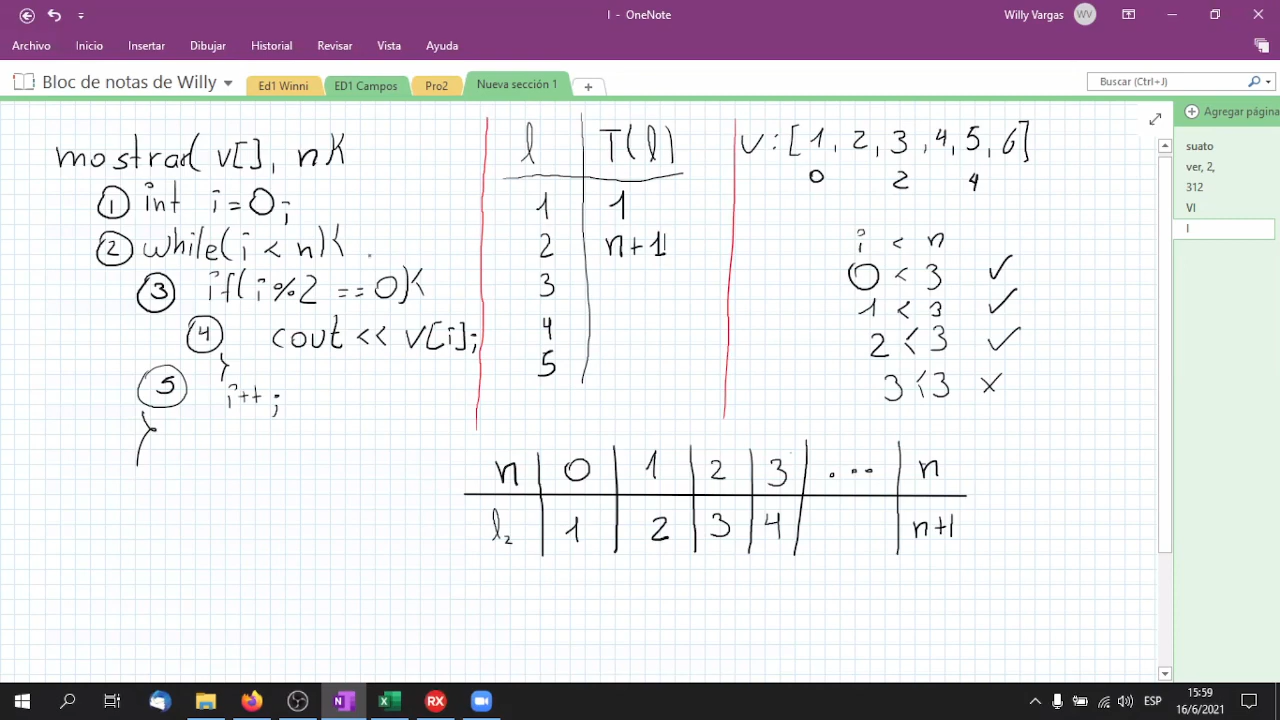 I - OneNote
Willy Vargas
WV
Archivo Inicio Insertar Dibujar Historial Revisar Vista Ayuda
Bloc de notas de Willy
Ed1 Winni
ED1 Campos
Pro2
Nueva sección 1
+
Buscar (Ctrl+J)
Agregar página
suato
ver, 2,
312
VI
I
mostrar( v[], n){
1 int i=0;
2 while( i < n){
3 if( i%2 ==0){
4 cout << v[i];
}
5 i++;
}
l T(l)
1 1
2 n+1
3
4
5
v:[1, 2, 3, 4, 5, 6]
0 2 4
i < n
0 < 3 ✓
1 < 3 ✓
2 < 3 ✓
3 < 3 x
n 0 1 2 3 ... n
l2 1 2 3 4 n+1
RX
ESP
15:59
16/6/2021